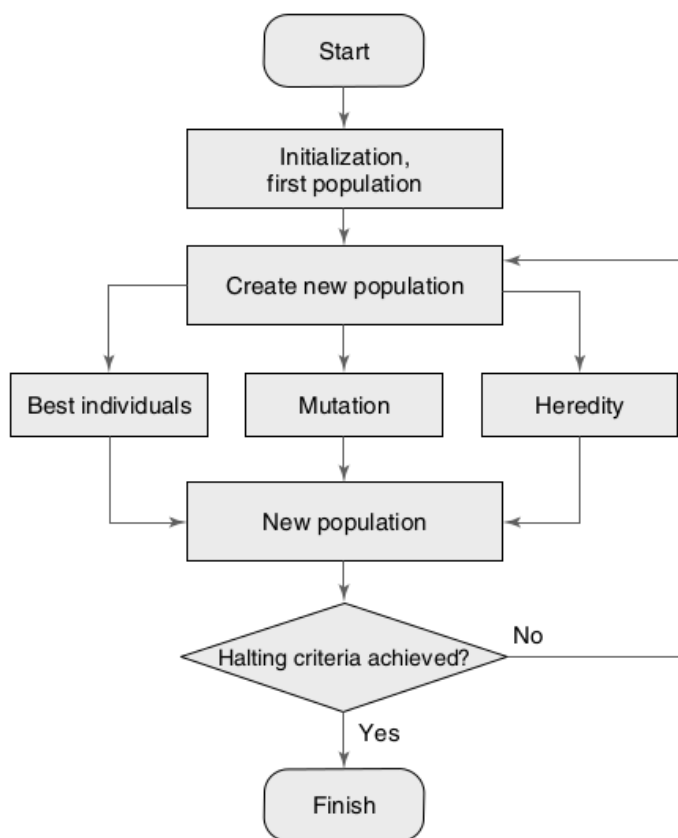 Start
Initialization,
first population
Create new population
Best individuals
Mutation
Heredity
New population
Halting criteria achieved?
No
Yes
Finish